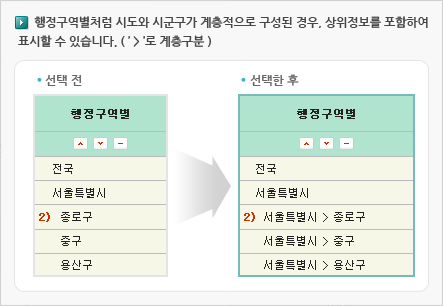 행정구역별처럼 시도와 시군구가 계층적으로 구성된 경우, 상위정보를 포함하여
표시할 수 있습니다. ( ' > '로 계층구분 )
• 선택 전
행정구역별
전국
서울특별시
2) 종로구
중구
용산구
• 선택한 후
행정구역별
전국
서울특별시
2) 서울특별시 > 종로구
서울특별시 > 중구
서울특별시 > 용산구